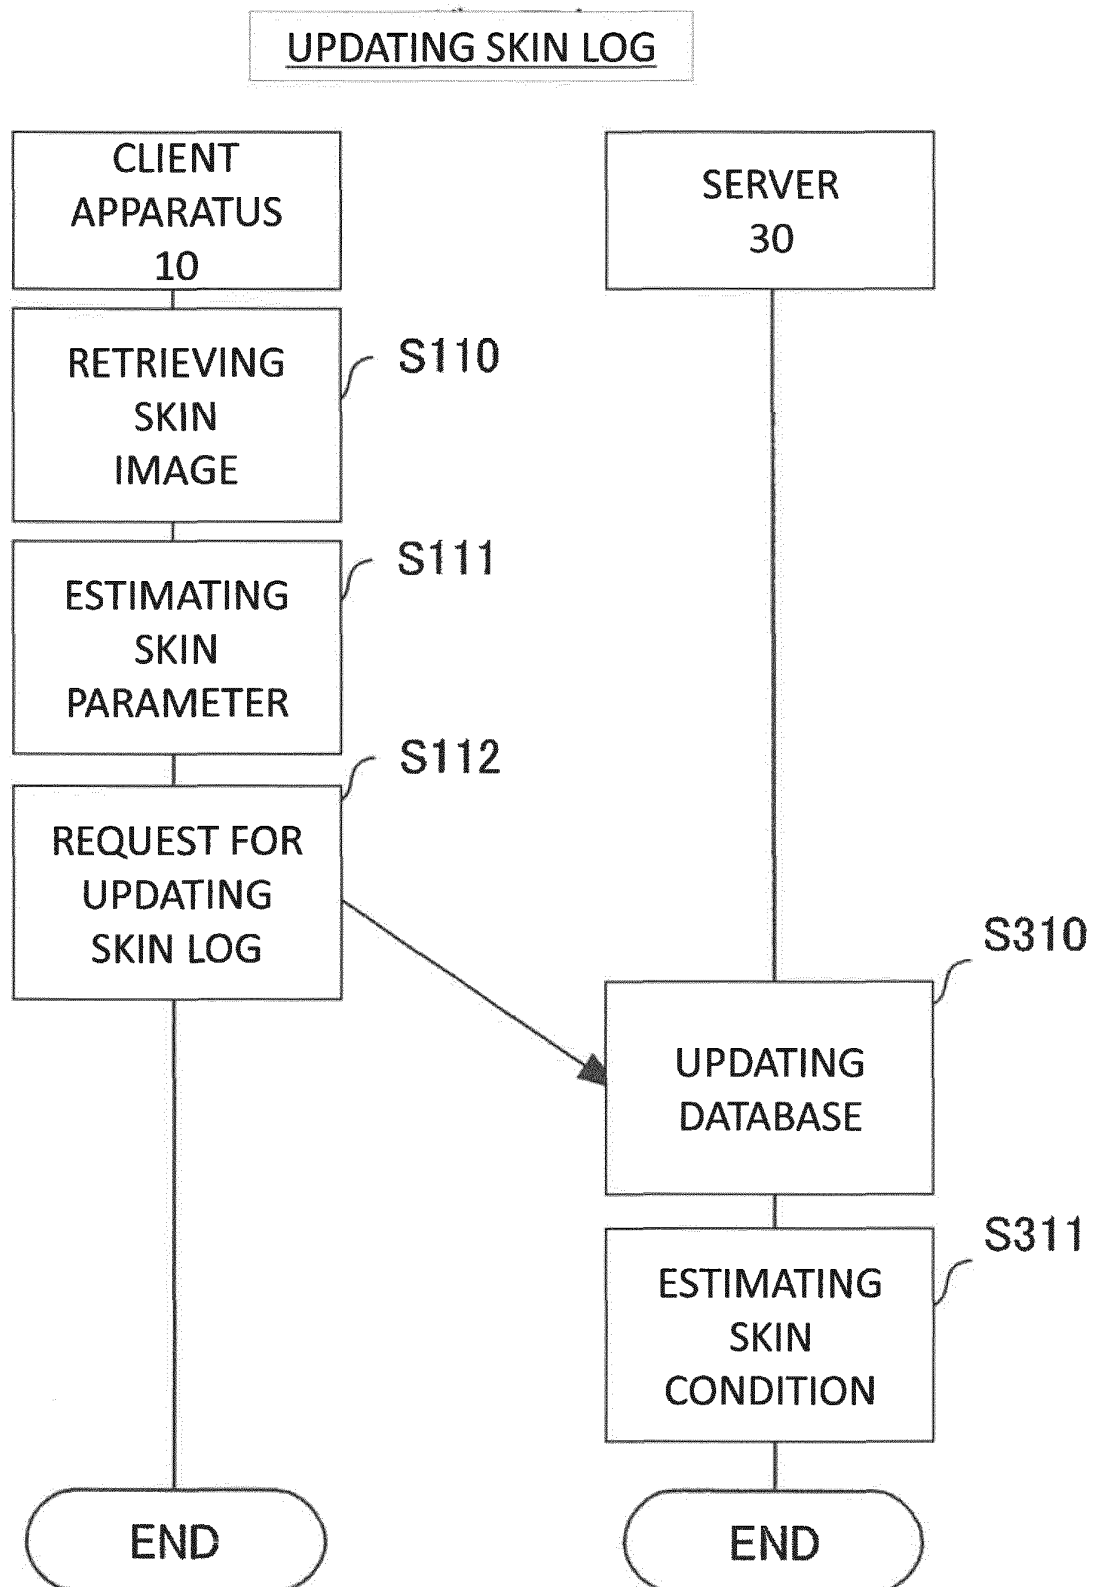 UPDATING SKIN LOG
CLIENT
APPARATUS
10
SERVER
30
RETRIEVING
SKIN
IMAGE
S110
ESTIMATING
SKIN
PARAMETER
S111
REQUEST FOR
UPDATING
SKIN LOG
S112
UPDATING
DATABASE
S310
ESTIMATING
SKIN
CONDITION
S311
END
END